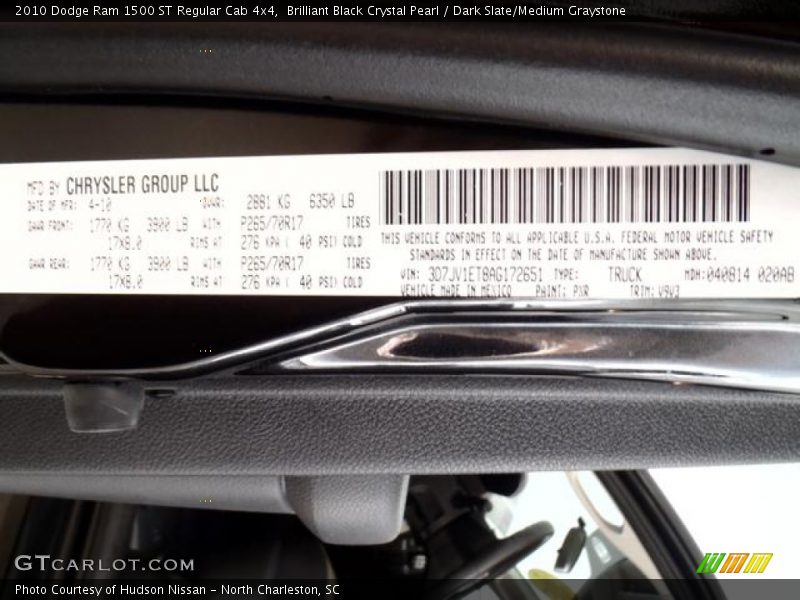 2010 Dodge Ram 1500 ST Regular Cab 4x4,  Brilliant Black Crystal Pearl / Dark Slate/Medium Graystone
MFD BY CHRYSLER GROUP LLC
DATE OF MFR: 4-10 GVWR: 2881 KG 6350 LB
GAWR FRONT: 1770 KG 3900 LB WITH P265/70R17 TIRES
17X8.0 RIMS AT 276 KPA ( 40 PSI) COLD
GAWR REAR: 1770 KG 3900 LB WITH P265/70R17 TIRES
17X8.0 RIMS AT 276 KPA ( 40 PSI) COLD
THIS VEHICLE CONFORMS TO ALL APPLICABLE U.S.A. FEDERAL MOTOR VEHICLE SAFETY
STANDARDS IN EFFECT ON THE DATE OF MANUFACTURE SHOWN ABOVE.
VIN: 3D7JV1ET8AG172651 TYPE: TRUCK MDH:040814 020AB
VEHICLE MADE IN MEXICO PAINT: PXR TRIM: V9V3
GTCARLOT.COM
Photo Courtesy of Hudson Nissan - North Charleston, SC